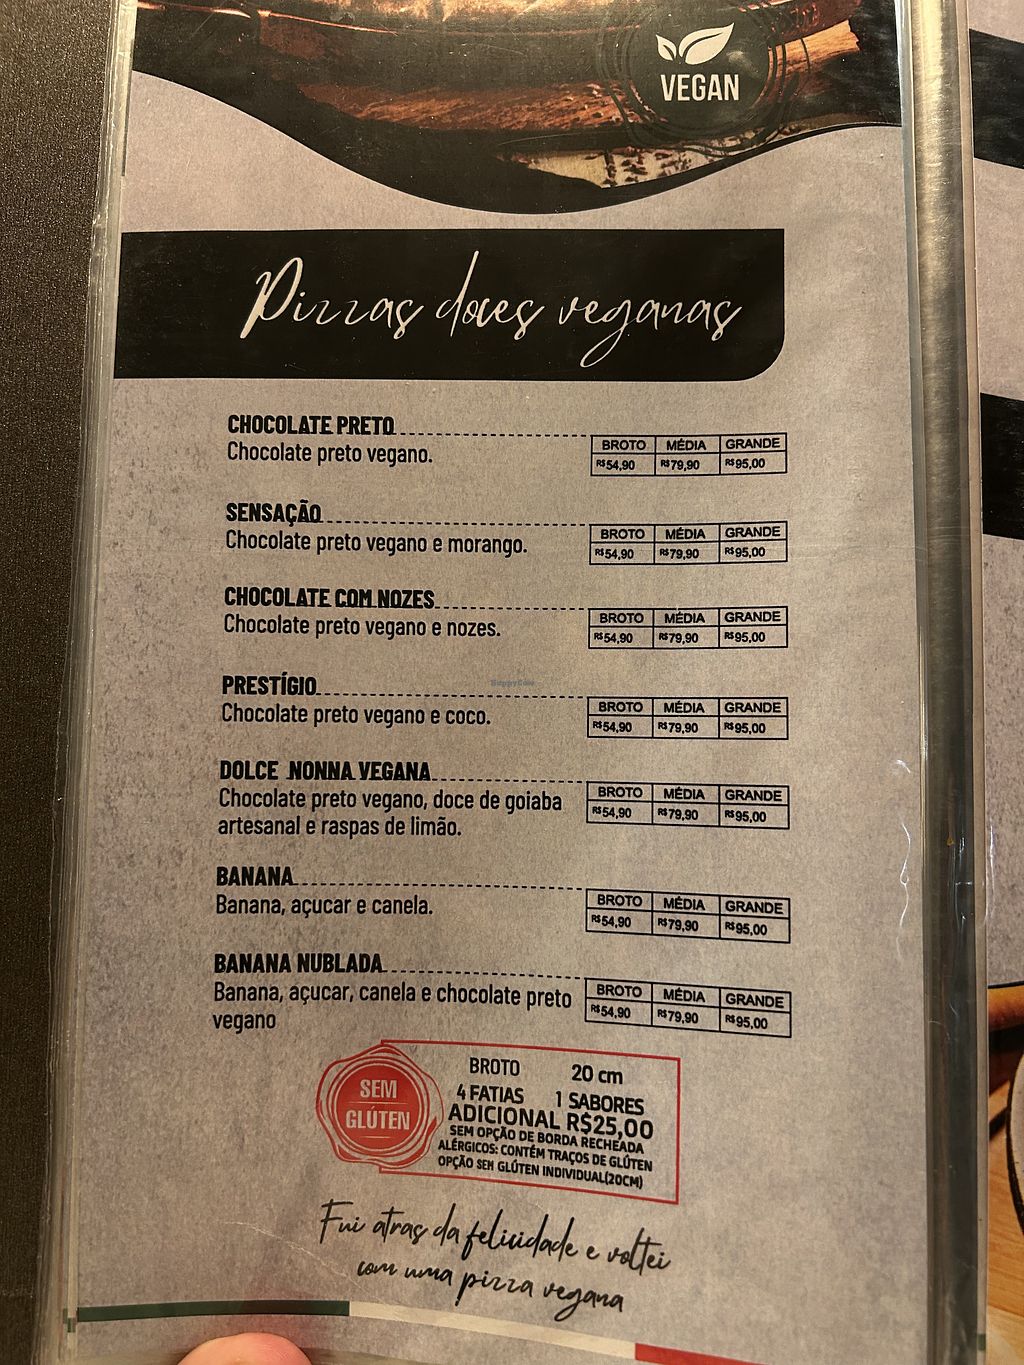 VEGAN
Pizzas doces veganas
CHOCOLATE PRETO
Chocolate preto vegano.
BROTO MÉDIA GRANDE
R$54,90 R$79,90 R$95,00
SENSAÇÃO
Chocolate preto vegano e morango.
BROTO MÉDIA GRANDE
R$54,90 R$79,90 R$95,00
CHOCOLATE COM NOZES
Chocolate preto vegano e nozes.
BROTO MÉDIA GRANDE
R$54,90 R$79,90 R$95,00
PRESTÍGIO
Chocolate preto vegano e coco.
BROTO MÉDIA GRANDE
R$54,90 R$79,90 R$95,00
HappyCow
DOLCE NONNA VEGANA
Chocolate preto vegano, doce de goiaba
artesanal e raspas de limão.
BROTO MÉDIA GRANDE
R$54,90 R$79,90 R$95,00
BANANA
Banana, açucar e canela.
BROTO MÉDIA GRANDE
R$54,90 R$79,90 R$95,00
BANANA NUBLADA
Banana, açucar, canela e chocolate preto
vegano
BROTO MÉDIA GRANDE
R$54,90 R$79,90 R$95,00
SEM
GLÚTEN
BROTO 20 cm
4 FATIAS 1 SABORES
ADICIONAL R$25,00
SEM OPÇÃO DE BORDA RECHEADA
ALÉRGICOS: CONTÉM TRAÇOS DE GLÚTEN
OPÇÃO SEM GLÚTEN INDIVIDUAL(20CM)
Fui atras da felicidade e voltei
com uma pizza vegana